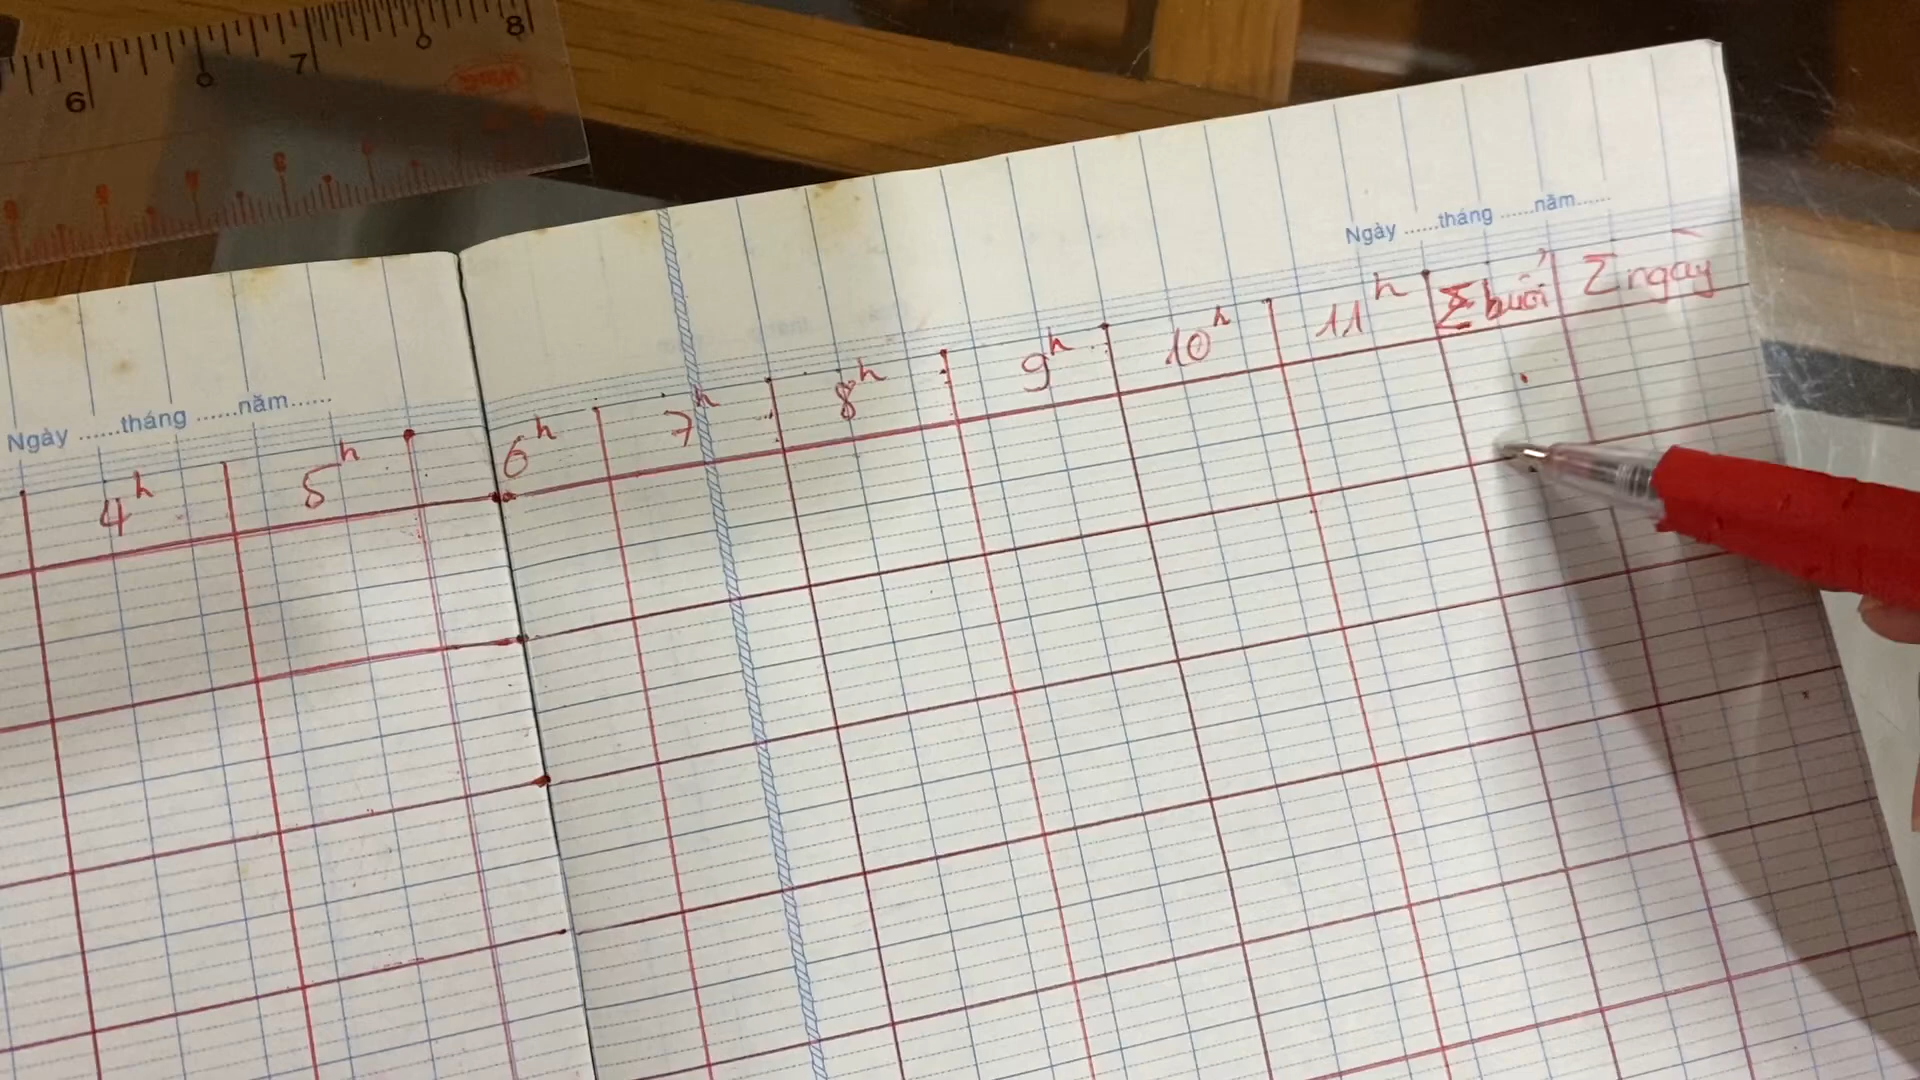 6 7 8
Ngày ......tháng ......năm......
4h 5h
Ngày ......tháng ......năm......
6h 7h 8h 9h 10h 11h Σ buổi Σ ngày